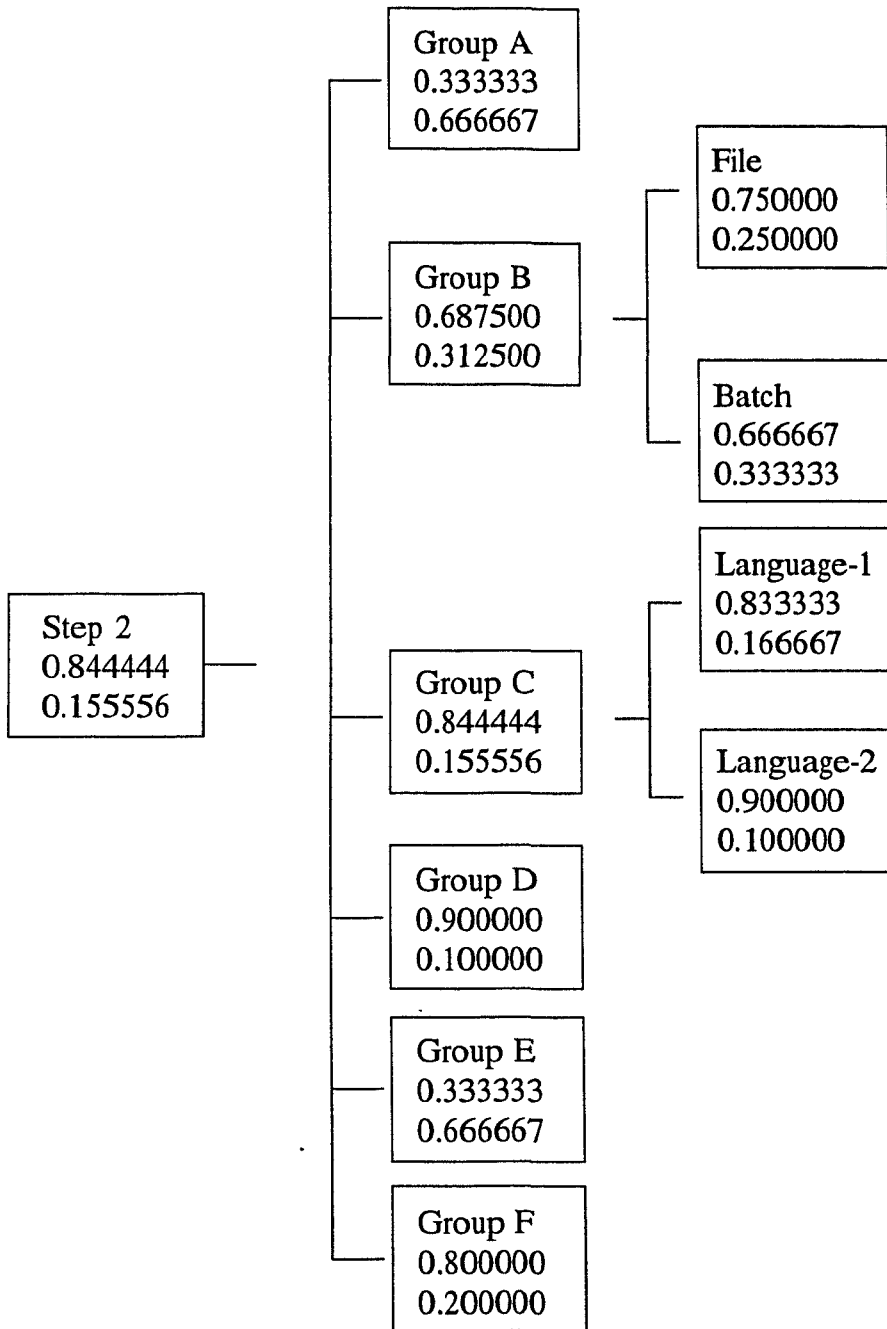 Group A
0.333333
0.666667
File
0.750000
0.250000
Group B
0.687500
0.312500
Batch
0.666667
0.333333
Language-1
0.833333
0.166667
Step 2
0.844444
0.155556
Group C
0.844444
0.155556
Language-2
0.900000
0.100000
Group D
0.900000
0.100000
Group E
0.333333
0.666667
Group F
0.800000
0.200000